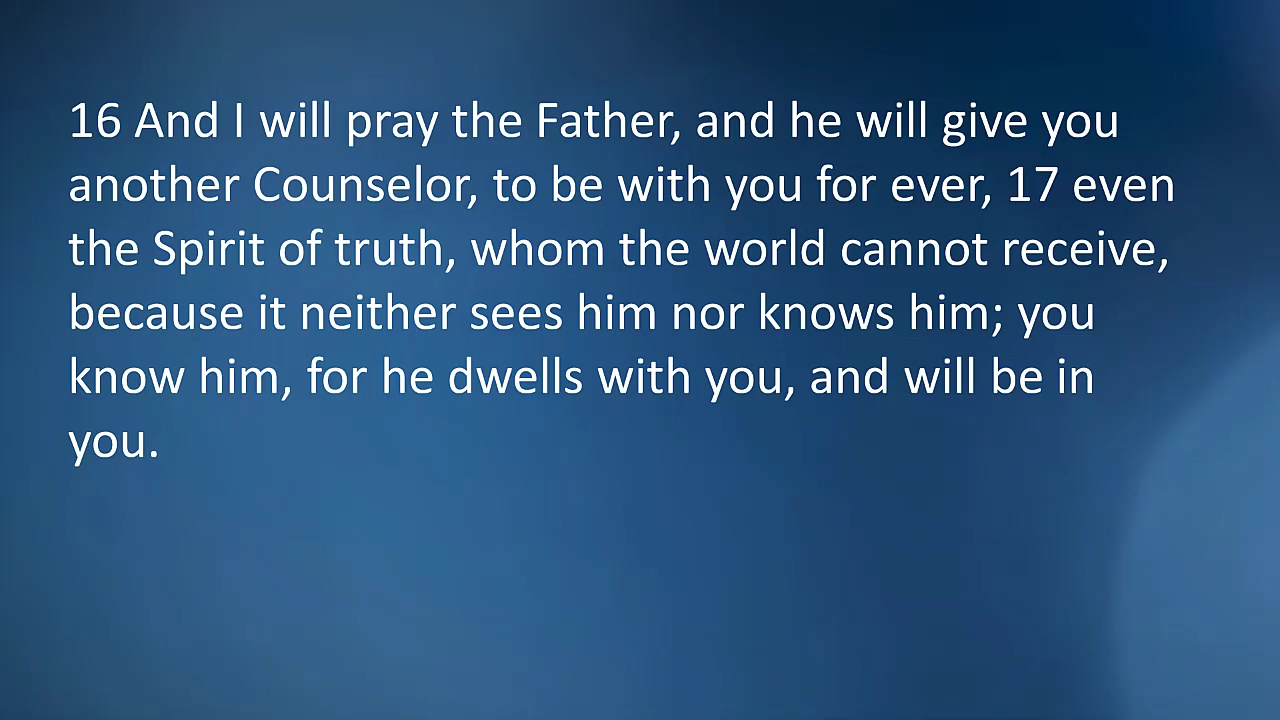 16 And I will pray the Father, and he will give you
another Counselor, to be with you for ever, 17 even
the Spirit of truth, whom the world cannot receive,
because it neither sees him nor knows him; you
know him, for he dwells with you, and will be in
you.